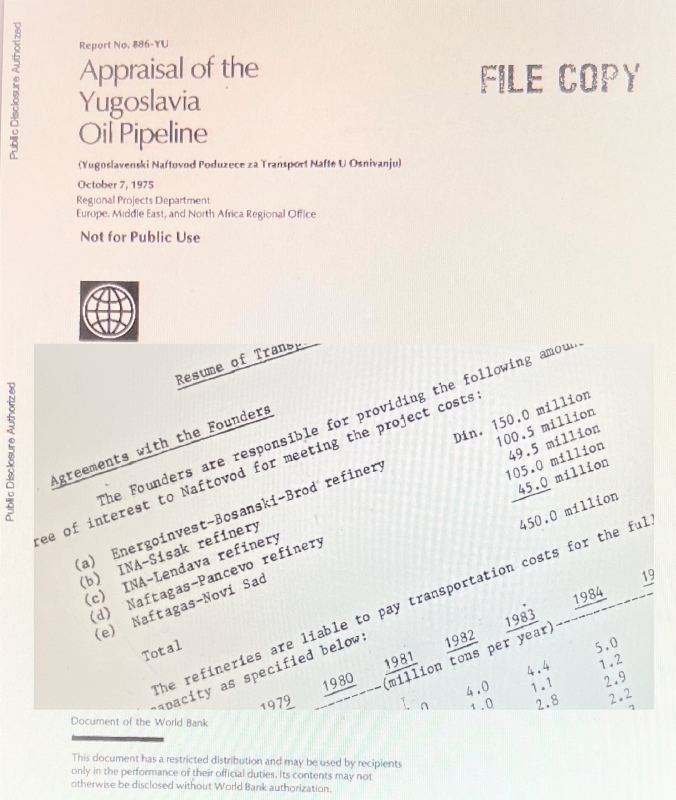 Public Disclosure Authorized
Report No. 886-YU
FILE COPY
Appraisal of the
Yugoslavia
Oil Pipeline
(Yugoslavenski Naftovod Poduzece za Transport Nafte U Osnivanju)
October 7, 1975
Regional Projects Department
Europe, Middle East, and North Africa Regional Office
Not for Public Use
Public Disclosure Authorized
Resume of
Agreements with the Founders
The Founders are responsible for providing the following
of interest to Naftovod for meeting the project costs:
(a) Energoinvest-Bosanski-Brod refinery Din. 150.0 million
(b) INA-Sisak refinery 100.5 million
(c) INA-Lendava refinery 49.5 million
(d) Naftagas-Pancevo refinery 105.0 million
(e) Naftagas-Novi Sad 45.0 million
Total 450.0 million
The refineries are liable to pay transportation costs for the full
as specified below:
1979 1980 1981 1982 1983 1984
(million tons per year)
4.0 4.4 5.0
1.0 1.1 1.2
2.8 2.9
2.2
Document of the World Bank
This document has a restricted distribution and may be used by recipients
only in the performance of their official duties. Its contents may not
otherwise be disclosed without World Bank authorization.